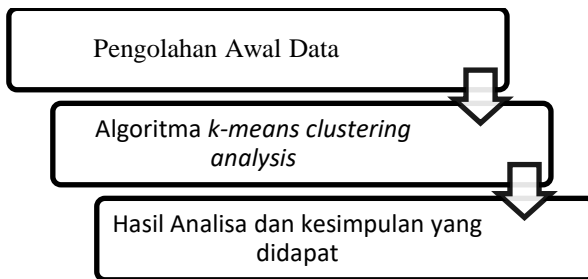 Pengolahan Awal Data
Algoritma k-means clustering
analysis
Hasil Analisa dan kesimpulan yang
didapat